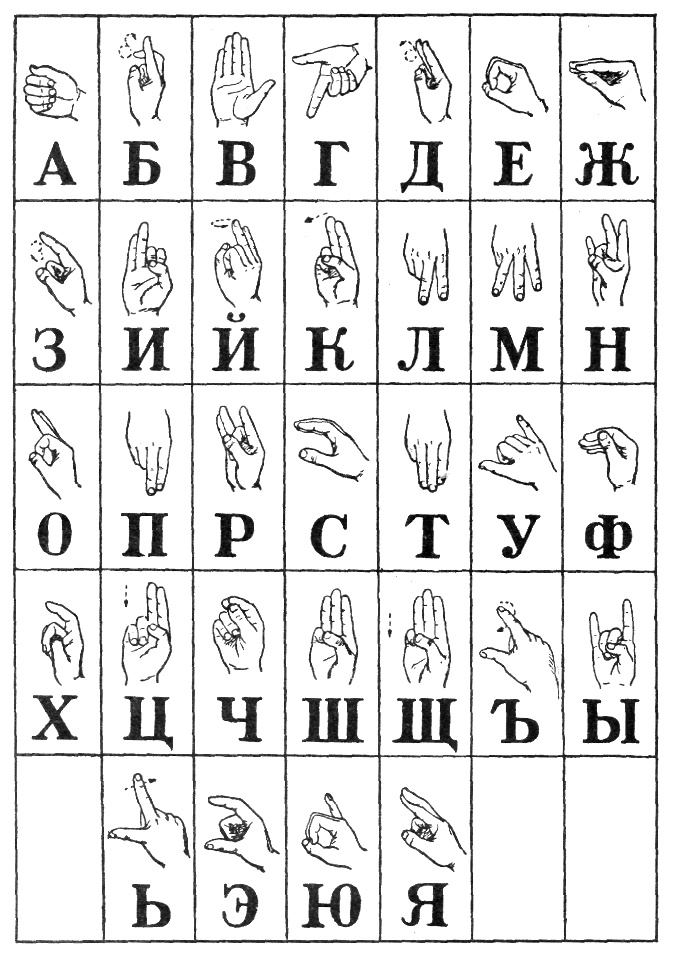 А Б В Г Д Е Ж
З И Й К Л М Н
О П Р С Т У Ф
Х Ц Ч Ш Щ Ъ Ы
Ь Э Ю Я